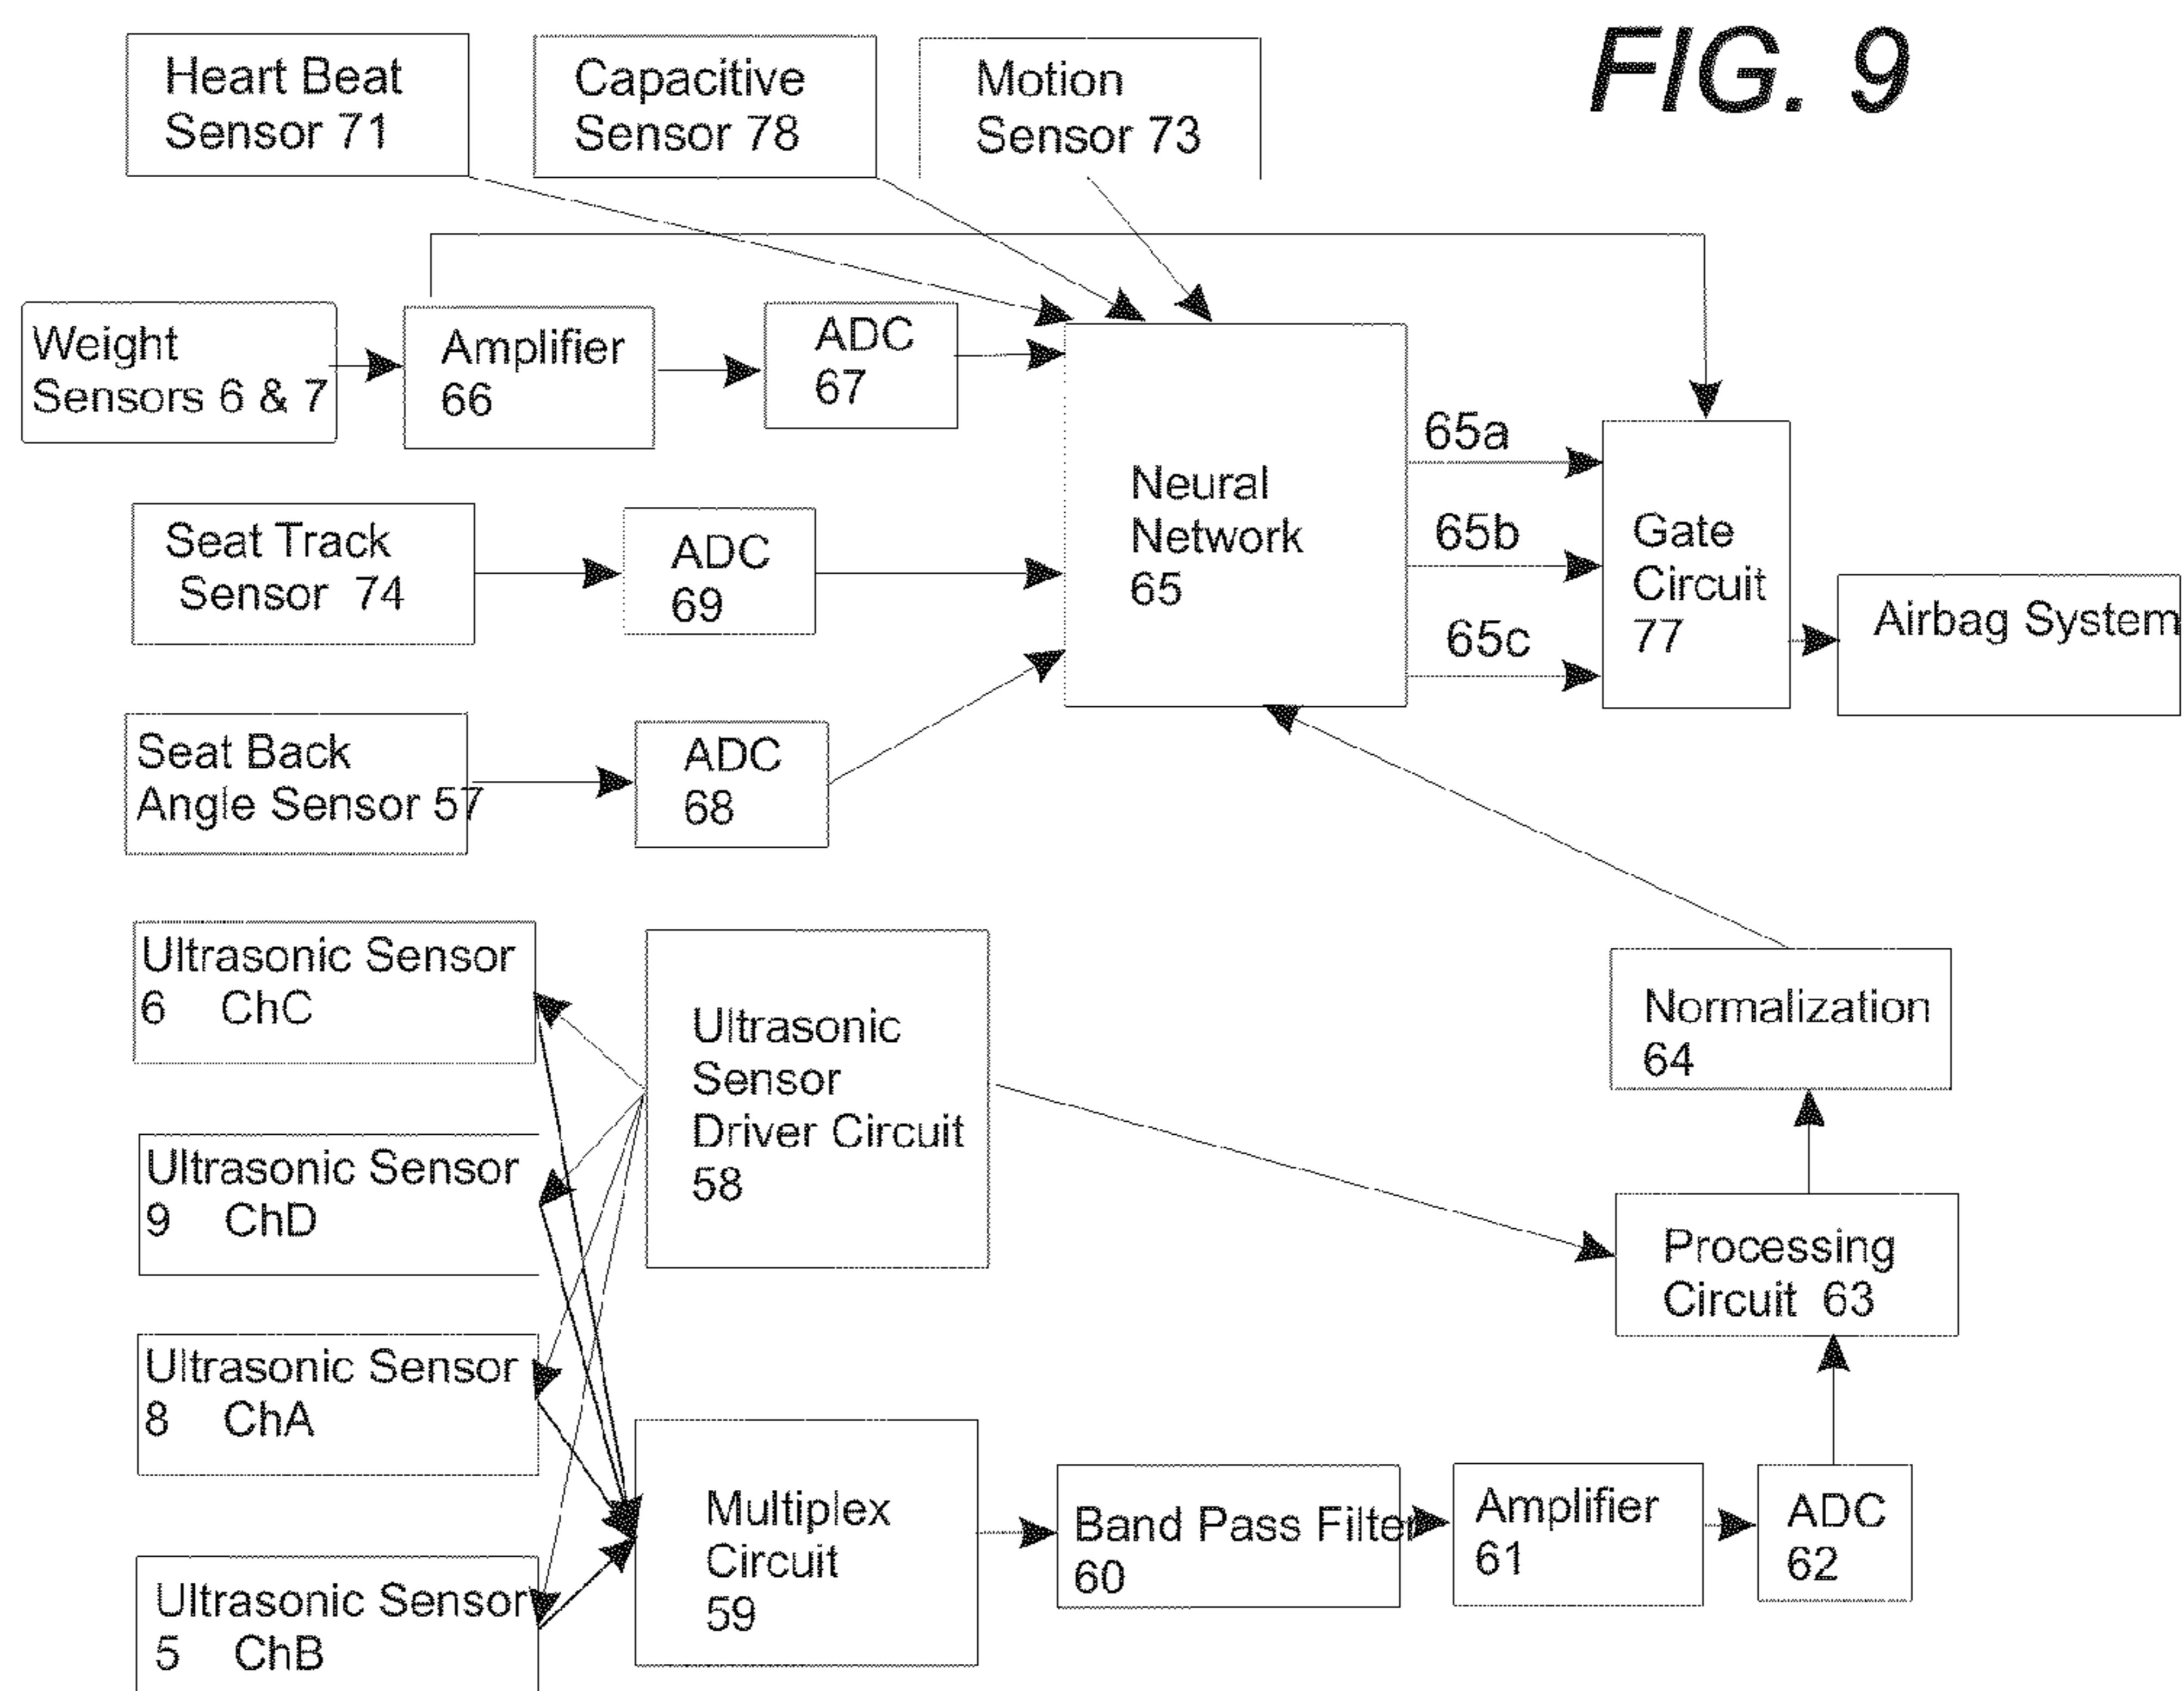 FIG. 9
Heart Beat
Sensor 71
Capacitive
Sensor 78
Motion
Sensor 73
Weight
Sensors 6 & 7
Amplifier
66
ADC
67
Seat Track
Sensor 74
ADC
69
Seat Back
Angle Sensor 57
ADC
68
Neural
Network
65
65a
65b
65c
Gate
Circuit
77
Airbag System
Ultrasonic Sensor
6 ChC
Ultrasonic Sensor
9 ChD
Ultrasonic Sensor
8 ChA
Ultrasonic Sensor
5 ChB
Ultrasonic
Sensor
Driver Circuit
58
Multiplex
Circuit
59
Band Pass Filter
60
Amplifier
61
ADC
62
Processing
Circuit 63
Normalization
64